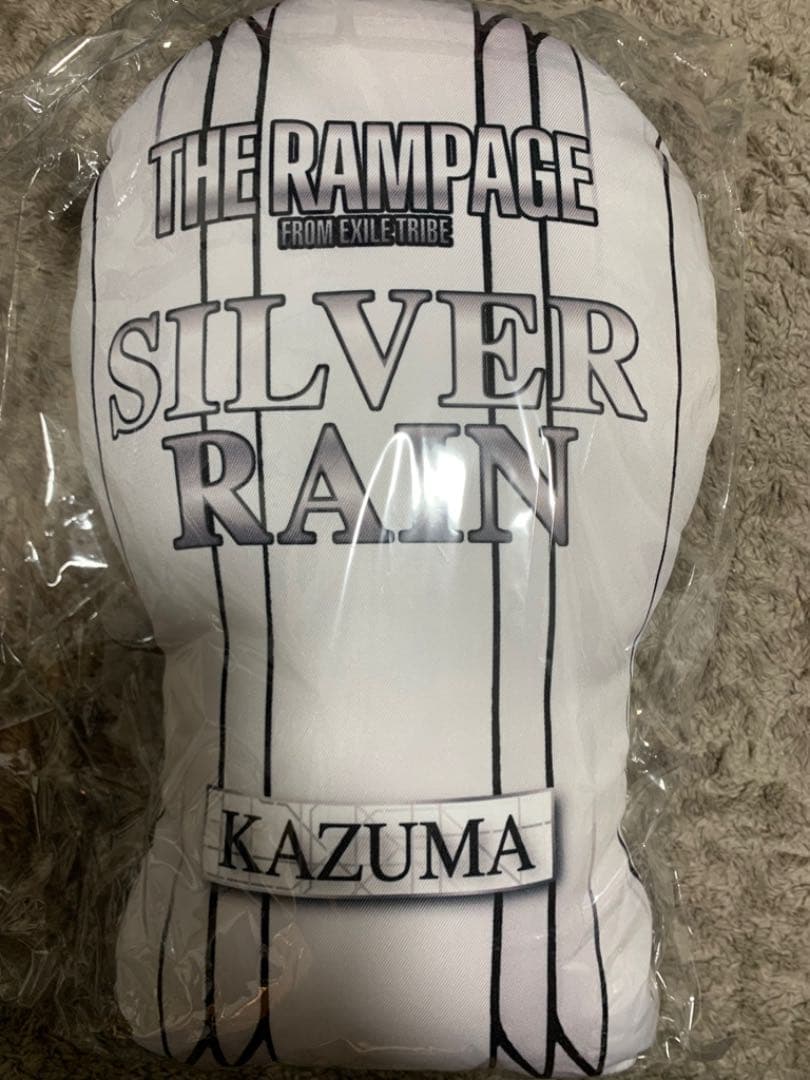 THE RAMPAGE
FROM EXILE TRIBE
SILVER
RAIN
KAZUMA